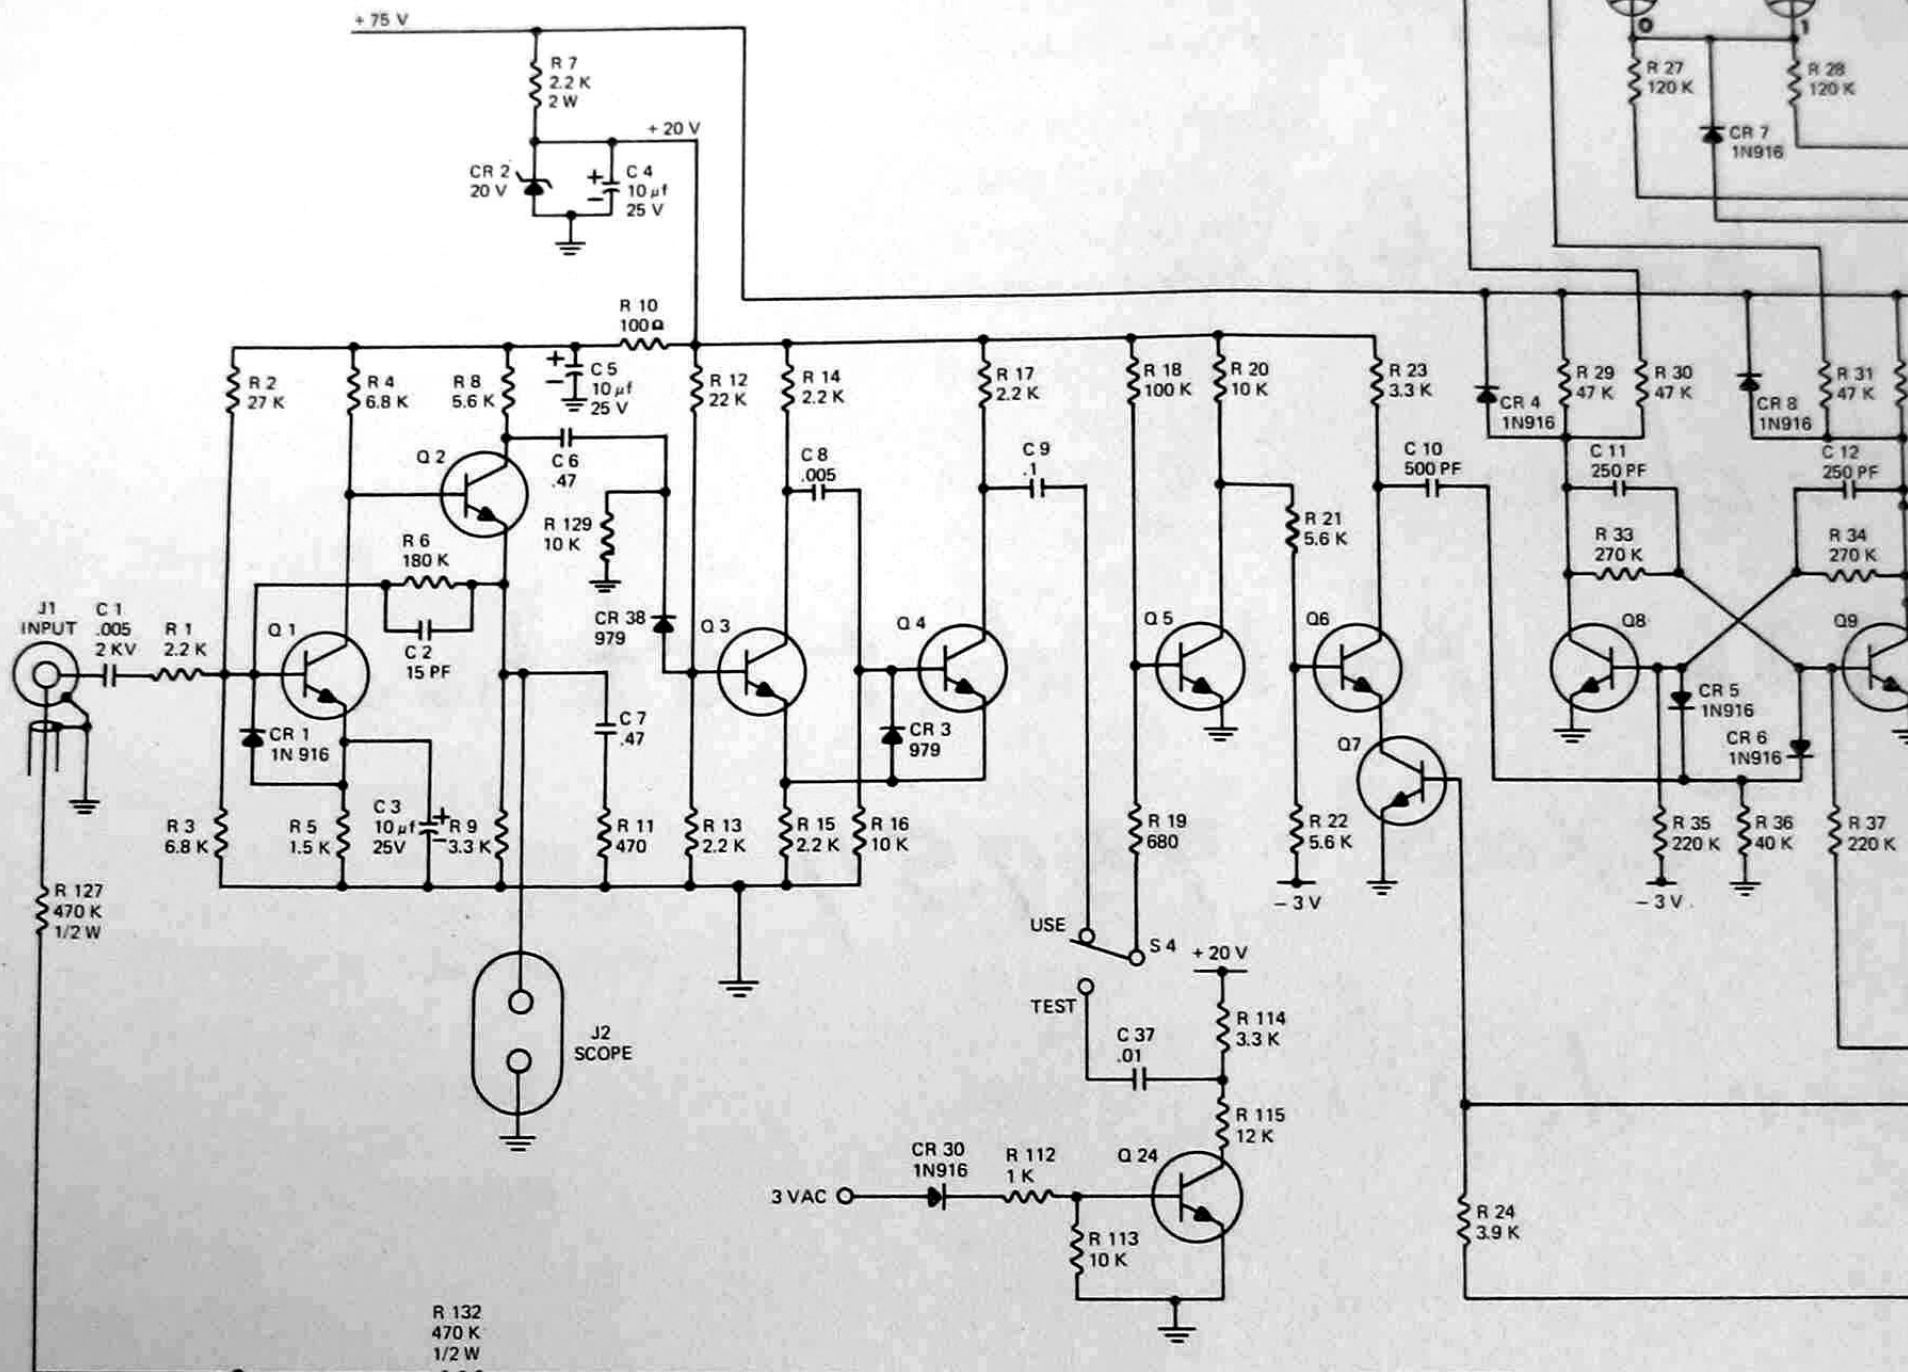 + 75 V
R 7
2.2 K
2 W
+ 20 V
CR 2
20 V
+
−
C 4
10 µf
25 V
0
1
R 27
120 K
R 28
120 K
CR 7
1N916
R 10
100Ω
R 2
27 K
R 4
6.8 K
R 8
5.6 K
+
−
C 5
10 µf
25 V
R 12
22 K
R 14
2.2 K
R 17
2.2 K
R 18
100 K
R 20
10 K
R 23
3.3 K
CR 4
1N916
R 29
47 K
R 30
47 K
CR 8
1N916
R 31
47 K
Q 2
C 6
.47
C 8
.005
C 9
.1
C 10
500 PF
C 11
250 PF
C 12
250 PF
R 6
180 K
R 129
10 K
R 21
5.6 K
R 33
270 K
R 34
270 K
J1
INPUT
C 1
.005
2 KV
R 1
2.2 K
Q 1
C 2
15 PF
CR 38
979
Q 3
Q 4
Q 5
Q6
Q8
Q9
CR 1
1N 916
C 7
.47
CR 3
979
Q7
CR 5
1N916
CR 6
1N916
R 3
6.8 K
R 5
1.5 K
C 3
10 µf
25V
+
−
R 9
3.3 K
R 11
470
R 13
2.2 K
R 15
2.2 K
R 16
10 K
R 19
680
R 22
5.6 K
R 35
220 K
R 36
40 K
R 37
220 K
R 127
470 K
1/2 W
− 3 V
− 3 V
USE
S 4
+ 20 V
TEST
J2
SCOPE
C 37
.01
R 114
3.3 K
R 115
12 K
CR 30
1N916
R 112
1 K
Q 24
3 VAC
R 113
10 K
R 24
3.9 K
R 132
470 K
1/2 W